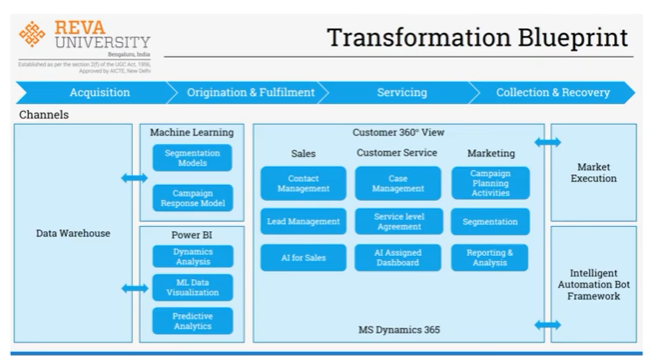 REVA
UNIVERSITY
Bengaluru, India
Established as per the section 2(f) of the UGC Act, 1956,
Approved by AICTE, New Delhi
Transformation Blueprint
Acquisition
Origination & Fulfilment
Servicing
Collection & Recovery
Channels
Data Warehouse
Machine Learning
Segmentation
Models
Campaign
Response Model
Power BI
Dynamics
Analysis
ML Data
Visualization
Predictive
Analytics
Customer 360° View
Sales
Contact
Management
Lead Management
AI for Sales
Customer Service
Case
Management
Service level
Agreement
AI Assigned
Dashboard
Marketing
Campaign
Planning
Activities
Segmentation
Reporting &
Analysis
MS Dynamics 365
Market
Execution
Intelligent
Automation Bot
Framework